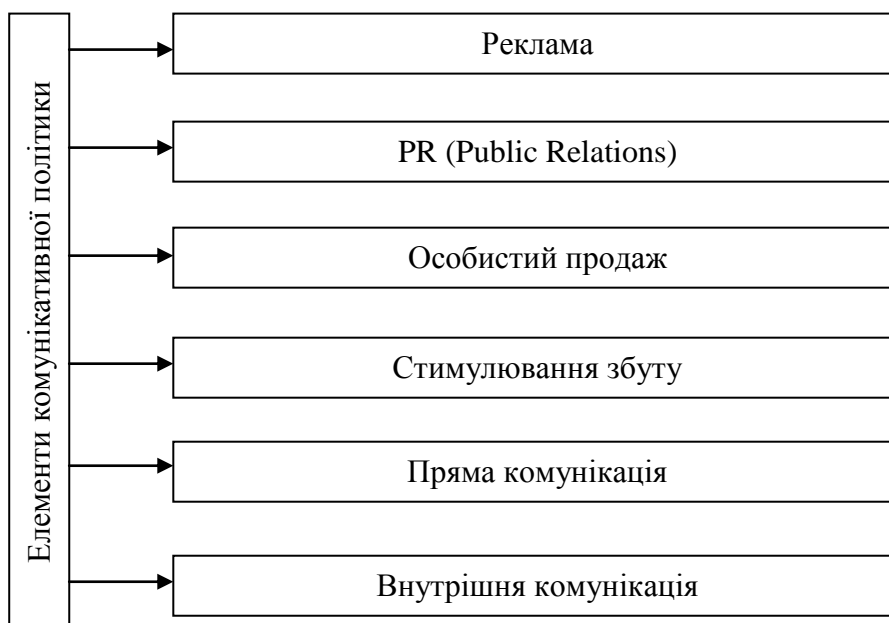 Елементи комунікативної політики
Реклама
PR (Public Relations)
Особистий продаж
Стимулювання збуту
Пряма комунікація
Внутрішня комунікація